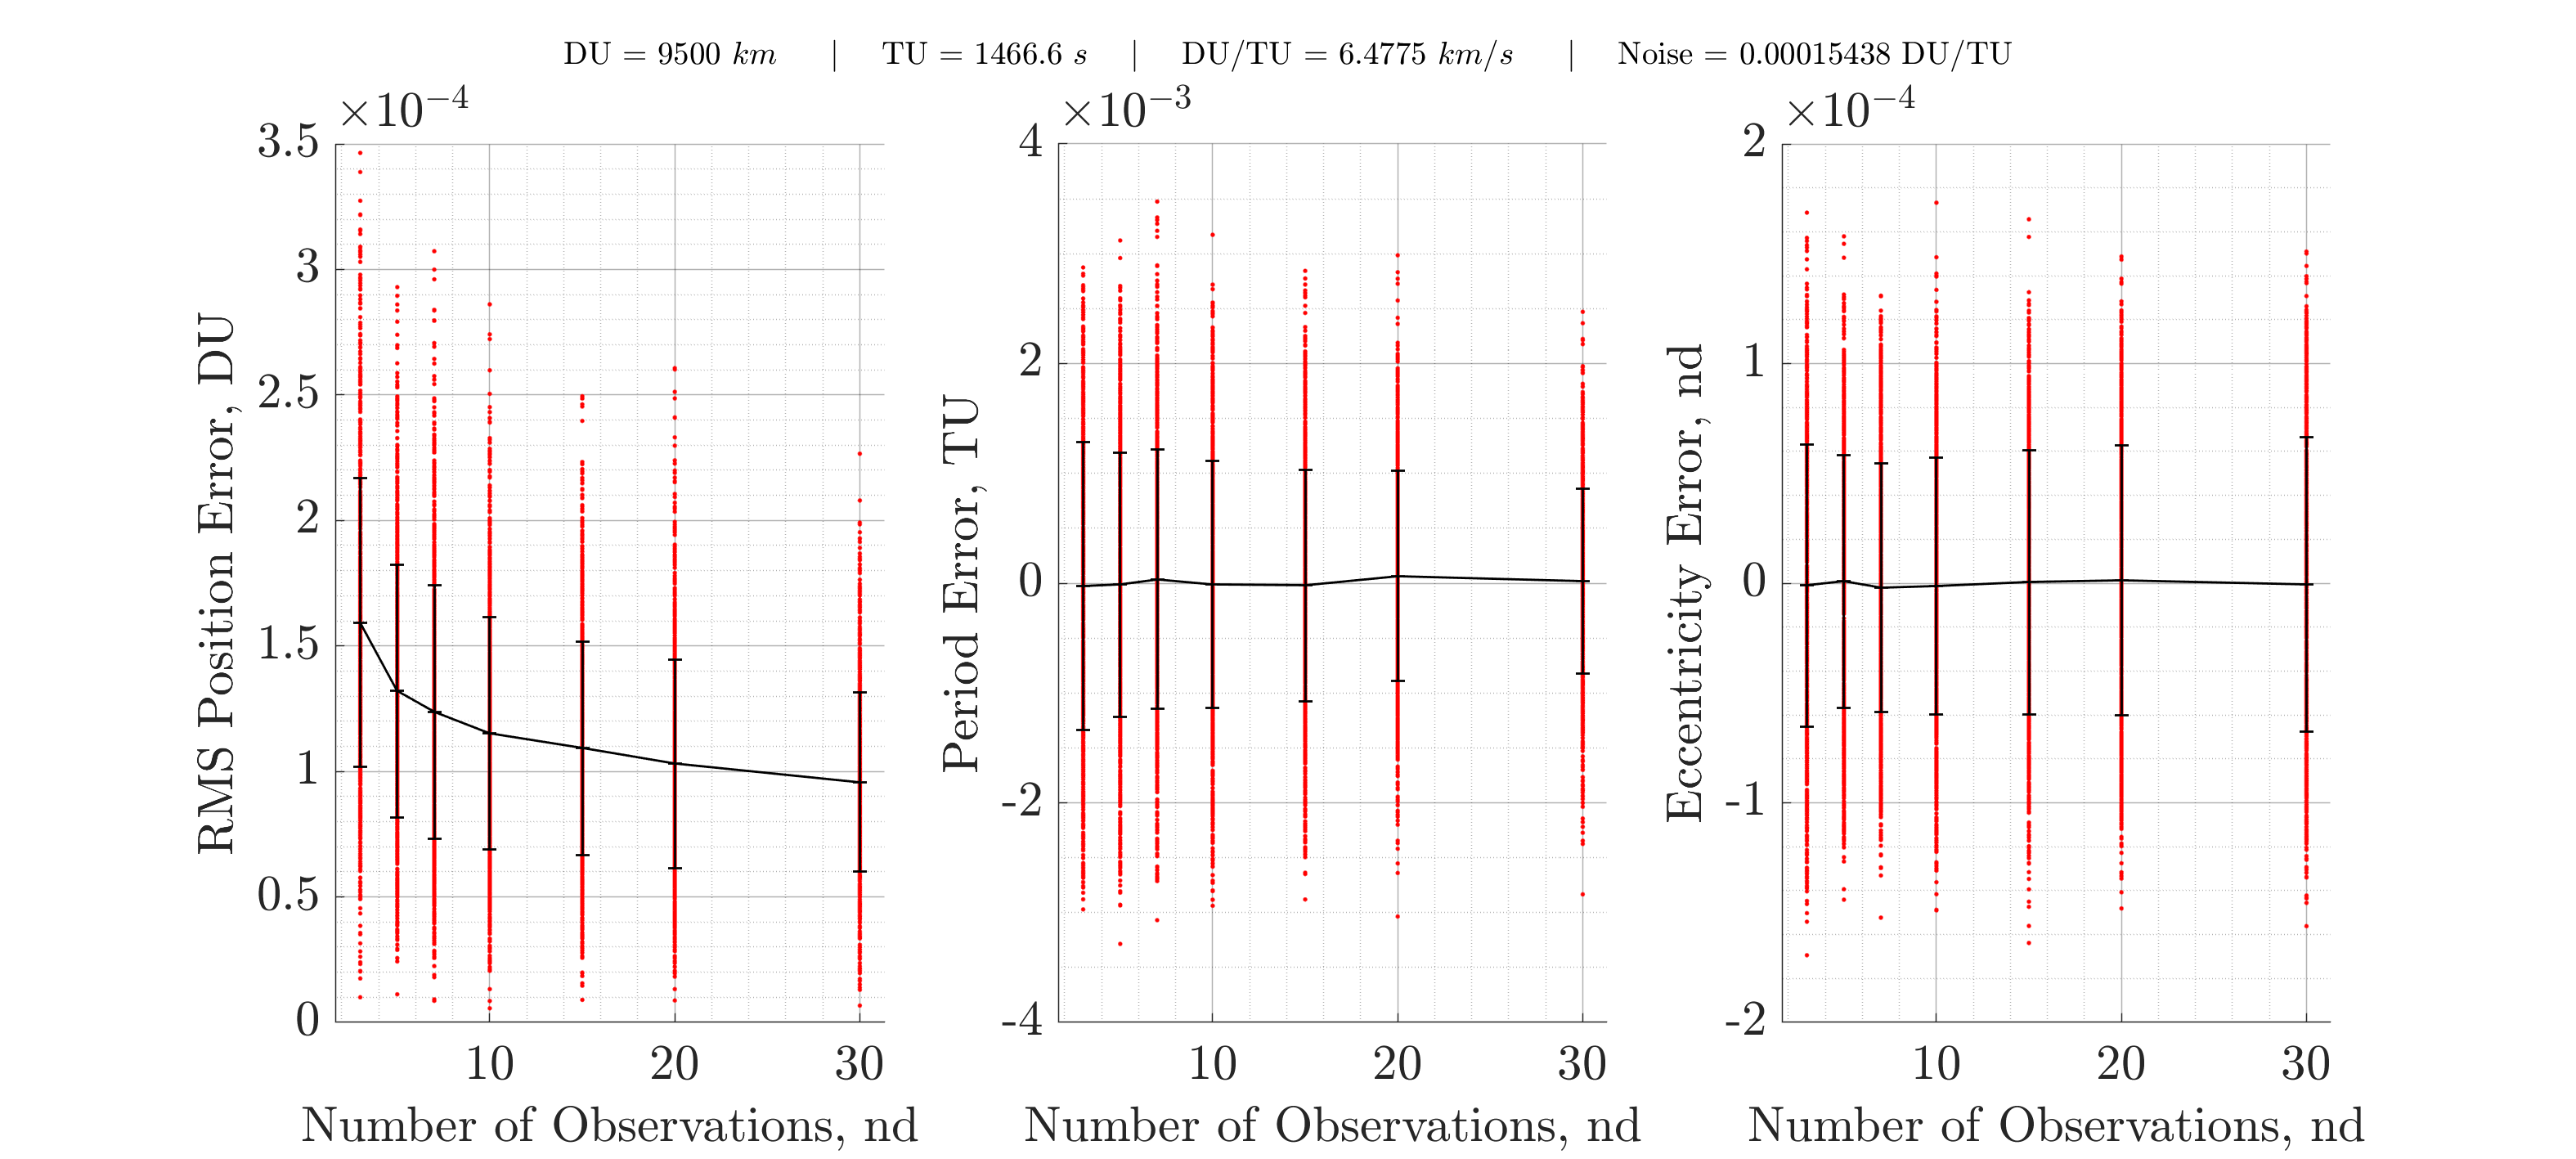 DU = 9500 km | TU = 1466.6 s | DU/TU = 6.4775 km/s | Noise = 0.00015438 DU/TU
×10⁻⁴
3.5
3
2.5
2
1.5
1
0.5
0
RMS Position Error, DU
10 20 30
Number of Observations, nd
×10⁻³
4
2
0
-2
-4
Period Error, TU
10 20 30
Number of Observations, nd
×10⁻⁴
2
1
0
-1
-2
Eccentricity Error, nd
10 20 30
Number of Observations, nd